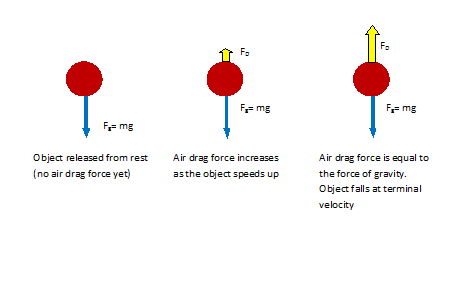 F_D
F_D
F_g= mg
F_g= mg
F_g= mg
Object released from rest
(no air drag force yet)
Air drag force increases
as the object speeds up
Air drag force is equal to
the force of gravity.
Object falls at terminal
velocity